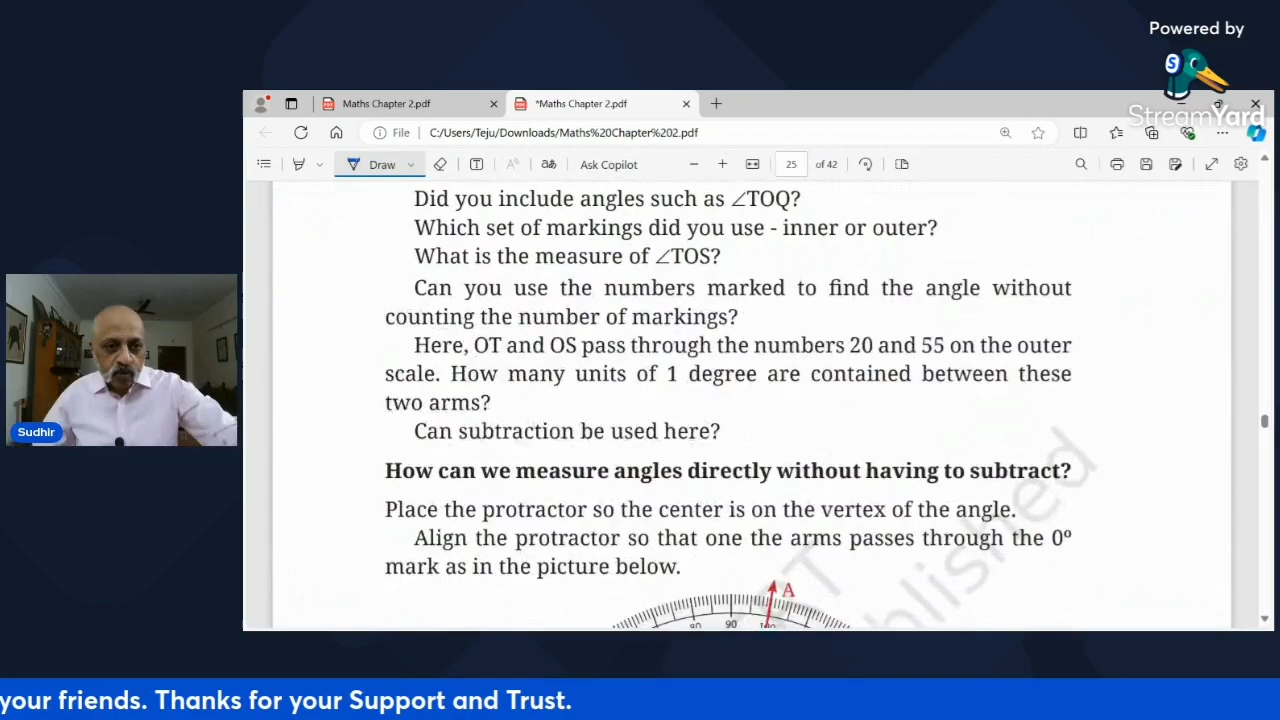 Powered by
StreamYard
Maths Chapter 2.pdf
*Maths Chapter 2.pdf
File
C:/Users/Teju/Downloads/Maths%20Chapter%202.pdf
Draw
Ask Copilot
25
of 42
Did you include angles such as ∠TOQ?
Which set of markings did you use - inner or outer?
What is the measure of ∠TOS?
Can you use the numbers marked to find the angle without
counting the number of markings?
Here, OT and OS pass through the numbers 20 and 55 on the outer
scale. How many units of 1 degree are contained between these
two arms?
Can subtraction be used here?
How can we measure angles directly without having to subtract?
Place the protractor so the center is on the vertex of the angle.
Align the protractor so that one the arms passes through the 0º
mark as in the picture below.
A
90
Sudhir
your friends. Thanks for your Support and Trust.